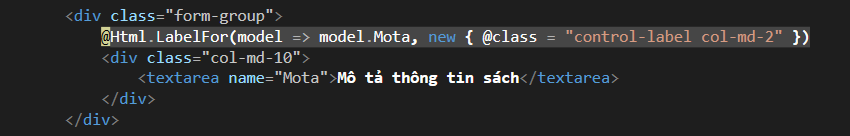 <div class="form-group">
@Html.LabelFor(model => model.Mota, new { @class = "control-label col-md-2" })
<div class="col-md-10">
<textarea name="Mota">Mô tả thông tin sách</textarea>
</div>
</div>